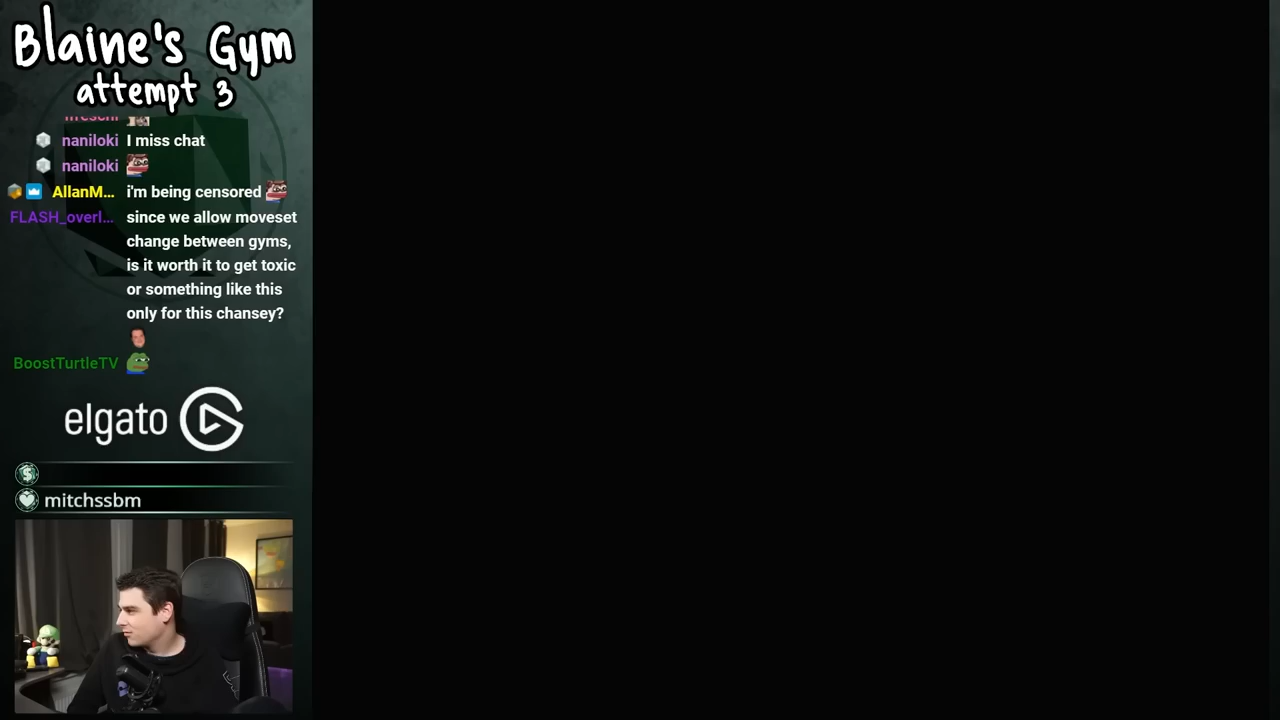 Blaine's Gym
attempt 3
naniloki I miss chat
naniloki
AllanM... i'm being censored
FLASH_overl... since we allow moveset
change between gyms,
is it worth it to get toxic
or something like this
only for this chansey?
BoostTurtleTV
elgato
mitchssbm